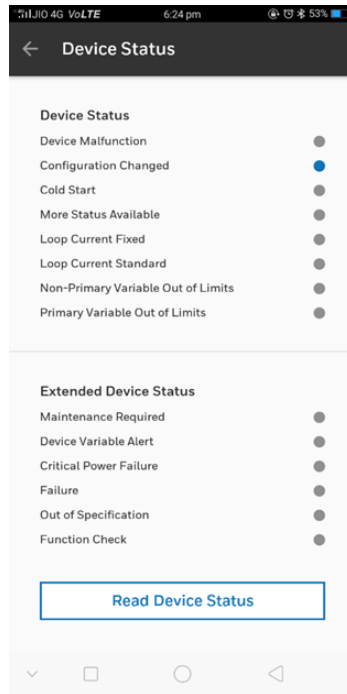 JIO 4G VoLTE 6:24 pm 53%
Device Status
Device Status
Device Malfunction
Configuration Changed
Cold Start
More Status Available
Loop Current Fixed
Loop Current Standard
Non-Primary Variable Out of Limits
Primary Variable Out of Limits
Extended Device Status
Maintenance Required
Device Variable Alert
Critical Power Failure
Failure
Out of Specification
Function Check
Read Device Status